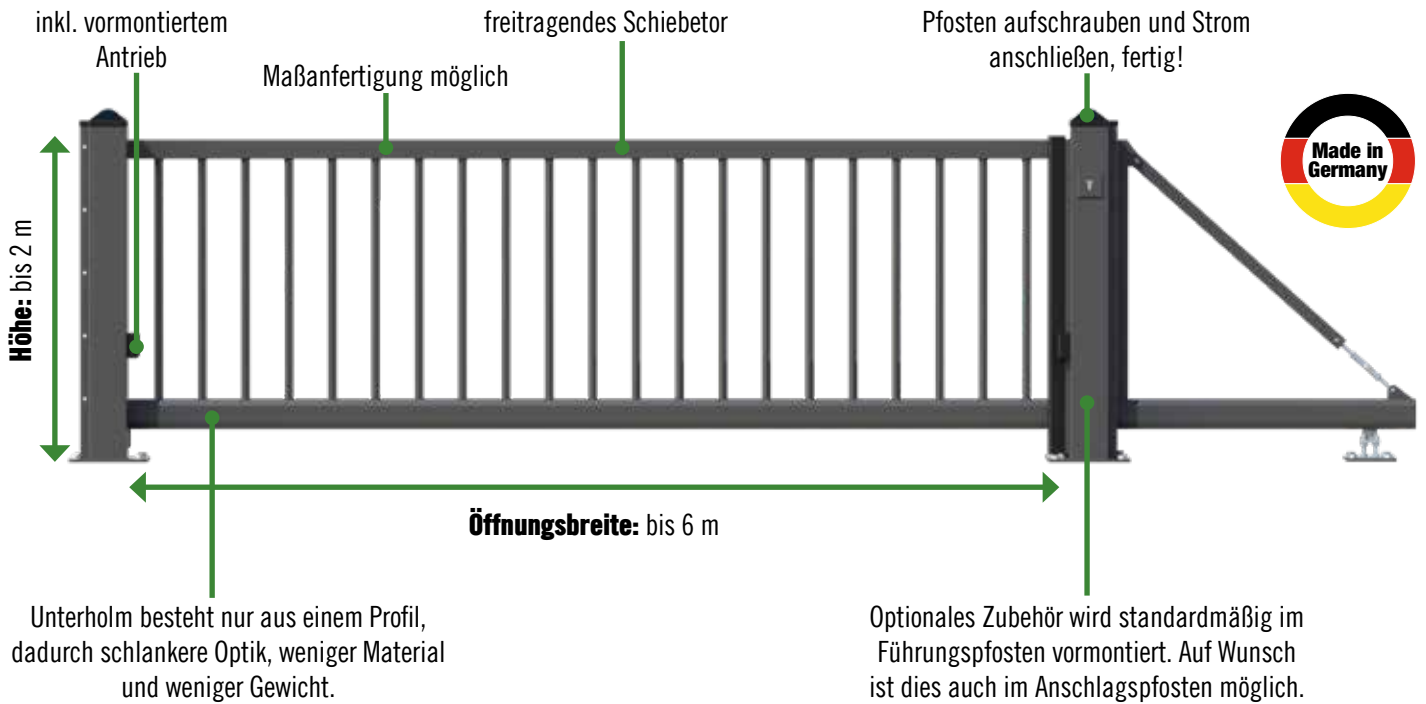 inkl. vormontiertem
Antrieb
freitragendes Schiebetor
Maßanfertigung möglich
Pfosten aufschrauben und Strom
anschließen, fertig!
Made in
Germany
Höhe: bis 2 m
Öffnungsbreite: bis 6 m
Unterholm besteht nur aus einem Profil,
dadurch schlankere Optik, weniger Material
und weniger Gewicht.
Optionales Zubehör wird standardmäßig im
Führungspfosten vormontiert. Auf Wunsch
ist dies auch im Anschlagspfosten möglich.